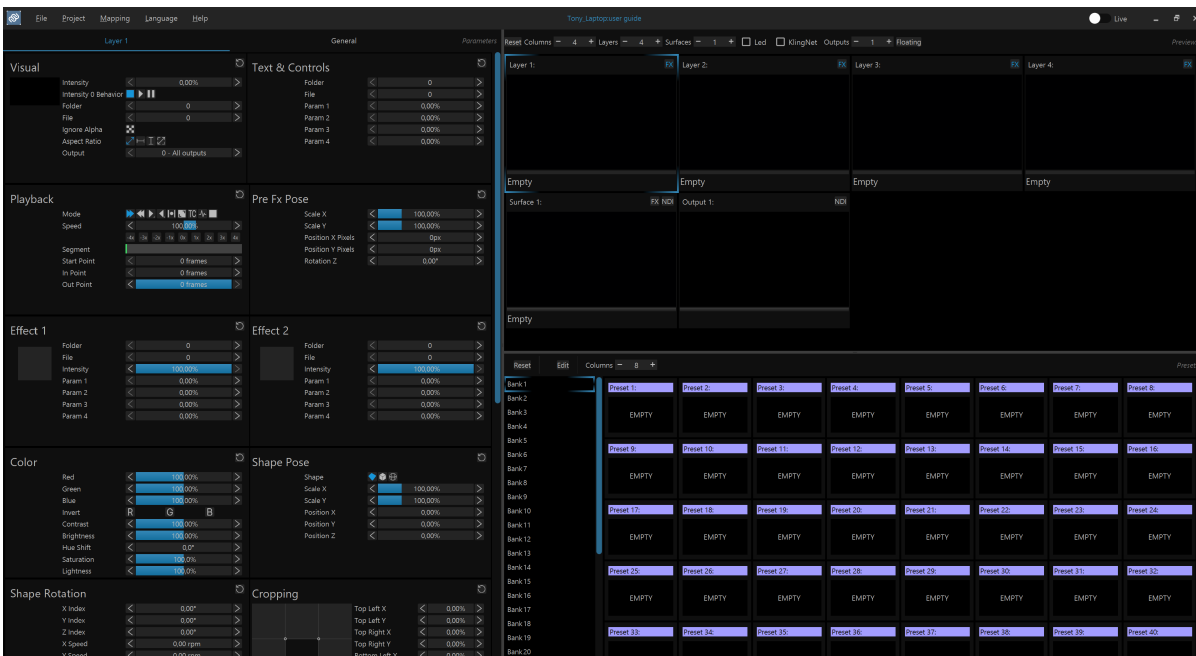 File Project Mapping Language Help Tony_Laptop:user guide Live
Layer 1 General Parameters
Visual
Intensity 0,00%
Intensity 0 Behavior
Folder 0
File 0
Ignore Alpha
Aspect Ratio
Output 0 - All outputs
Text & Controls
Folder 0
File 0
Param 1 0,00%
Param 2 0,00%
Param 3 0,00%
Param 4 0,00%
Playback
Mode TC
Speed 100,00%
-4x -3x -2x -1x 0x 1x 2x 3x 4x
Segment
Start Point 0 frames
In Point 0 frames
Out Point 0 frames
Pre Fx Pose
Scale X 100,00%
Scale Y 100,00%
Position X Pixels 0px
Position Y Pixels 0px
Rotation Z 0,00°
Effect 1
Folder 0
File 0
Intensity 100,00%
Param 1 0,00%
Param 2 0,00%
Param 3 0,00%
Param 4 0,00%
Effect 2
Folder 0
File 0
Intensity 100,00%
Param 1 0,00%
Param 2 0,00%
Param 3 0,00%
Param 4 0,00%
Color
Red 100,00%
Green 100,00%
Blue 100,00%
Invert R G B
Contrast 100,00%
Brightness 100,00%
Hue Shift 0,0°
Saturation 100,0%
Lightness 100,0%
Shape Pose
Shape
Scale X 100,00%
Scale Y 100,00%
Position X 0,00%
Position Y 0,00%
Position Z 0,00%
Shape Rotation
X Index 0,00°
Y Index 0,00°
Z Index 0,00°
X Speed 0,00 rpm
Y Speed 0,00 rpm
Cropping
Top Left X 0,00%
Top Left Y 0,00%
Top Right X 0,00%
Top Right Y 0,00%
Bottom Left X 0,00%
Reset Columns - 4 + Layers - 4 + Surfaces - 1 + Led KlingNet Outputs - 1 + Floating Preview
Layer 1: FX Layer 2: FX Layer 3: FX Layer 4: FX
Empty Empty Empty Empty
Surface 1: FX NDI Output 1: NDI
Empty
Reset Edit Columns - 8 + Preset
Bank 1
Bank 2
Bank 3
Bank 4
Bank 5
Bank 6
Bank 7
Bank 8
Bank 9
Bank 10
Bank 11
Bank 12
Bank 13
Bank 14
Bank 15
Bank 16
Bank 17
Bank 18
Bank 19
Bank 20
Preset 1: Preset 2: Preset 3: Preset 4: Preset 5: Preset 6: Preset 7: Preset 8:
EMPTY EMPTY EMPTY EMPTY EMPTY EMPTY EMPTY EMPTY
Preset 9: Preset 10: Preset 11: Preset 12: Preset 13: Preset 14: Preset 15: Preset 16:
EMPTY EMPTY EMPTY EMPTY EMPTY EMPTY EMPTY EMPTY
Preset 17: Preset 18: Preset 19: Preset 20: Preset 21: Preset 22: Preset 23: Preset 24:
EMPTY EMPTY EMPTY EMPTY EMPTY EMPTY EMPTY EMPTY
Preset 25: Preset 26: Preset 27: Preset 28: Preset 29: Preset 30: Preset 31: Preset 32:
EMPTY EMPTY EMPTY EMPTY EMPTY EMPTY EMPTY EMPTY
Preset 33: Preset 34: Preset 35: Preset 36: Preset 37: Preset 38: Preset 39: Preset 40: